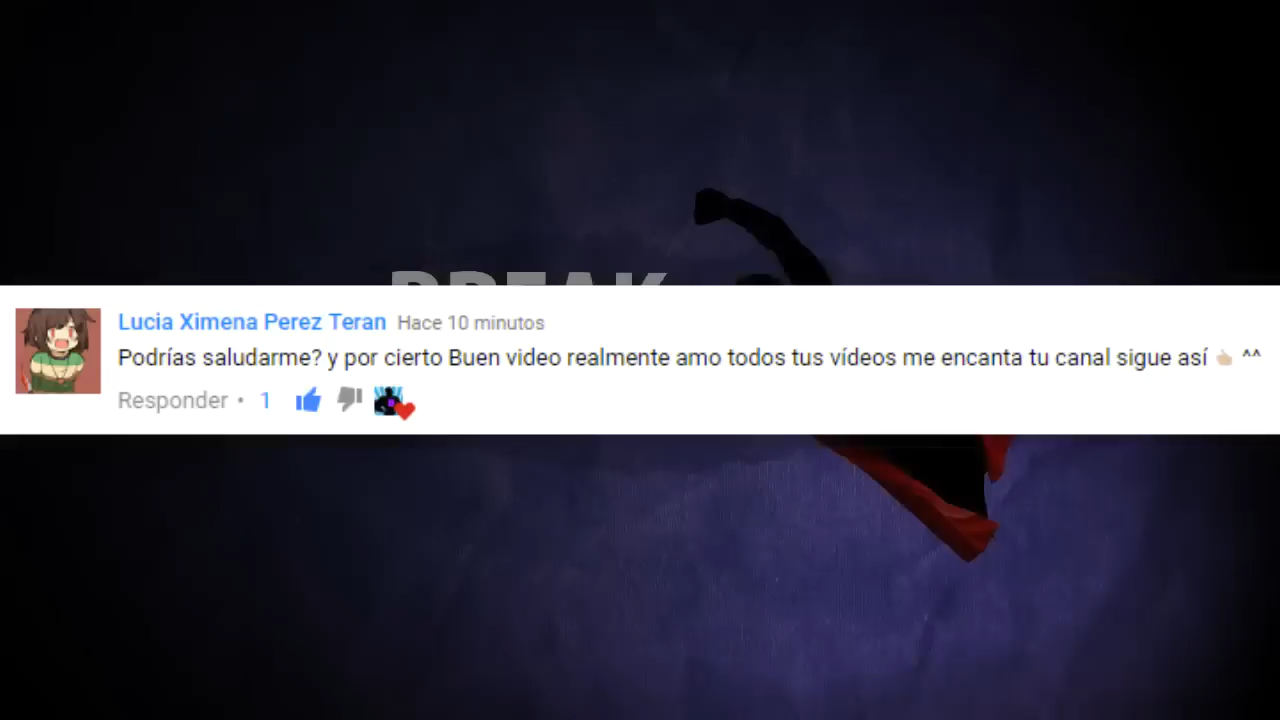 BREAK
Lucia Ximena Perez Teran Hace 10 minutos
Podrías saludarme? y por cierto Buen video realmente amo todos tus vídeos me encanta tu canal sigue así 👌🏻 ^^
Responder • 1